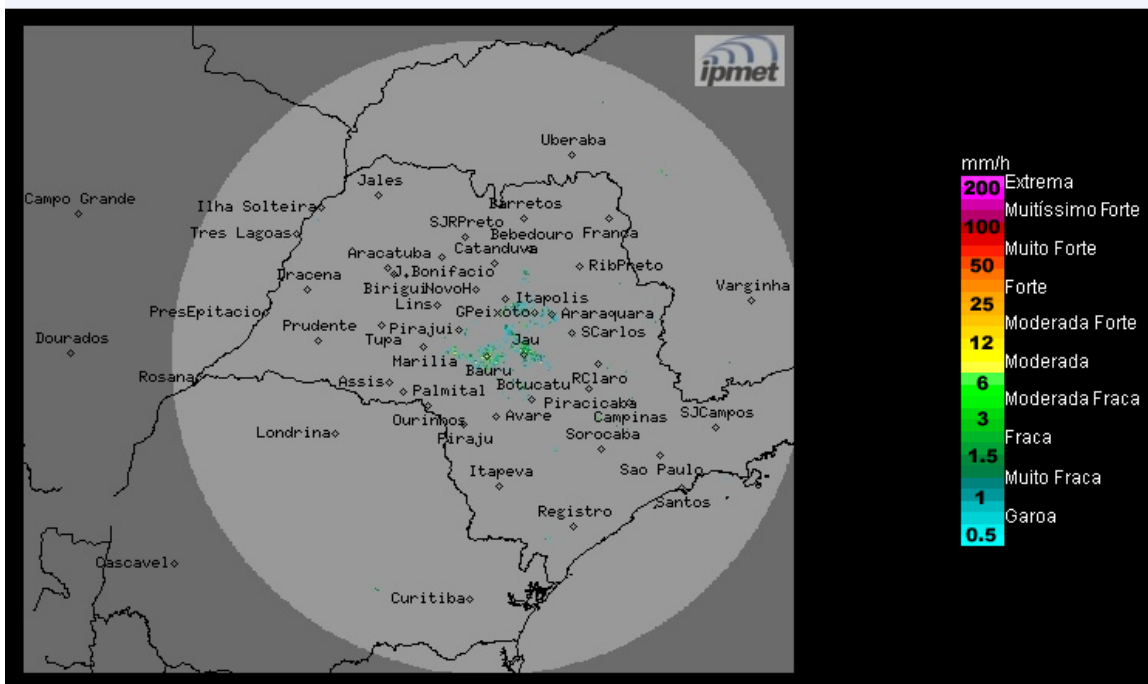 ipmet
Uberaba
Jales
Campo Grande
Ilha Solteira
Barretos
SJRPreto
Tres Lagoas
Bebedouro
Franca
Catanduva
Aracatuba
J.Bonifacio
RibPreto
Dracena
Birigui
NovoH
Varginha
Lins
Itapolis
PresEpitacio
GPeixoto
Araraquara
Prudente
Pirajui
SCarlos
Dourados
Tupa
Jau
Marilia
Bauru
Rosana
Assis
Palmital
Botucatu
RClaro
Piracicaba
SJCampos
Ourinhos
Avare
Campinas
Londrina
Piraju
Sorocaba
Itapeva
Sao Paulo
Santos
Registro
Cascavel
Curitiba
mm/h
200 Extrema
Muitíssimo Forte
100
Muito Forte
50
Forte
25
Moderada Forte
12
Moderada
6
Moderada Fraca
3
Fraca
1.5
Muito Fraca
1
Garoa
0.5